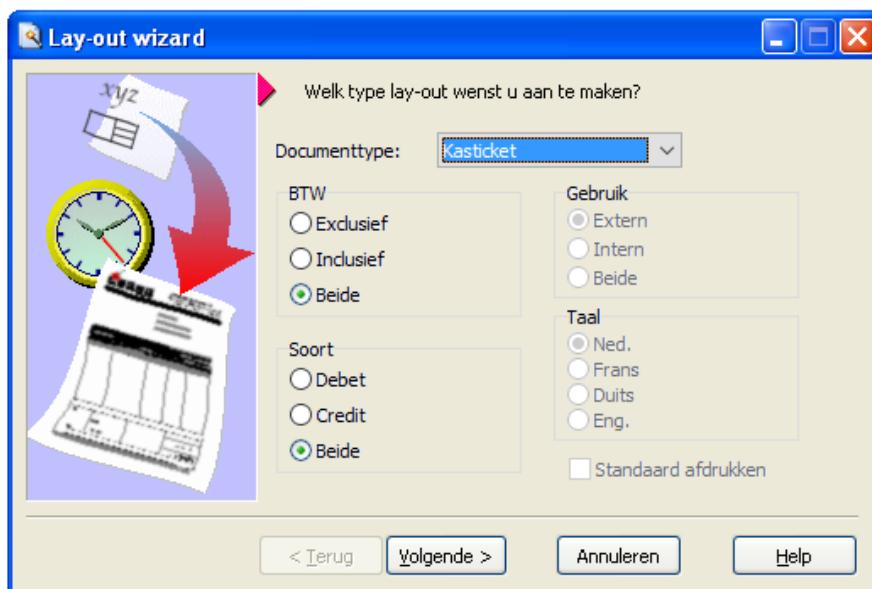 Lay-out wizard
xyz
Welk type lay-out wenst u aan te maken?
Documenttype:
Kasticket
BTW
Exclusief
Inclusief
Beide
Soort
Debet
Credit
Beide
Gebruik
Extern
Intern
Beide
Taal
Ned.
Frans
Duits
Eng.
Standaard afdrukken
< Terug
Volgende >
Annuleren
Help